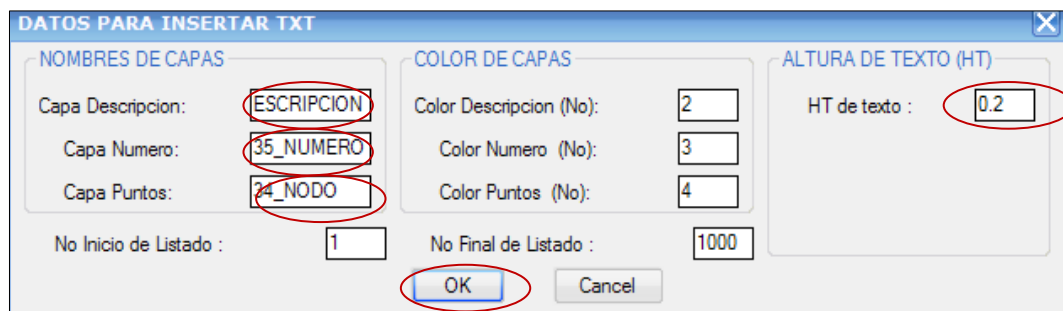 DATOS PARA INSERTAR TXT
NOMBRES DE CAPAS
Capa Descripcion: ESCRIPCION
Capa Numero: 35_NUMERO
Capa Puntos: 34_NODO
COLOR DE CAPAS
Color Descripcion (No): 2
Color Numero (No): 3
Color Puntos (No): 4
ALTURA DE TEXTO (HT)
HT de texto : 0.2
No Inicio de Listado : 1
No Final de Listado : 1000
OK
Cancel